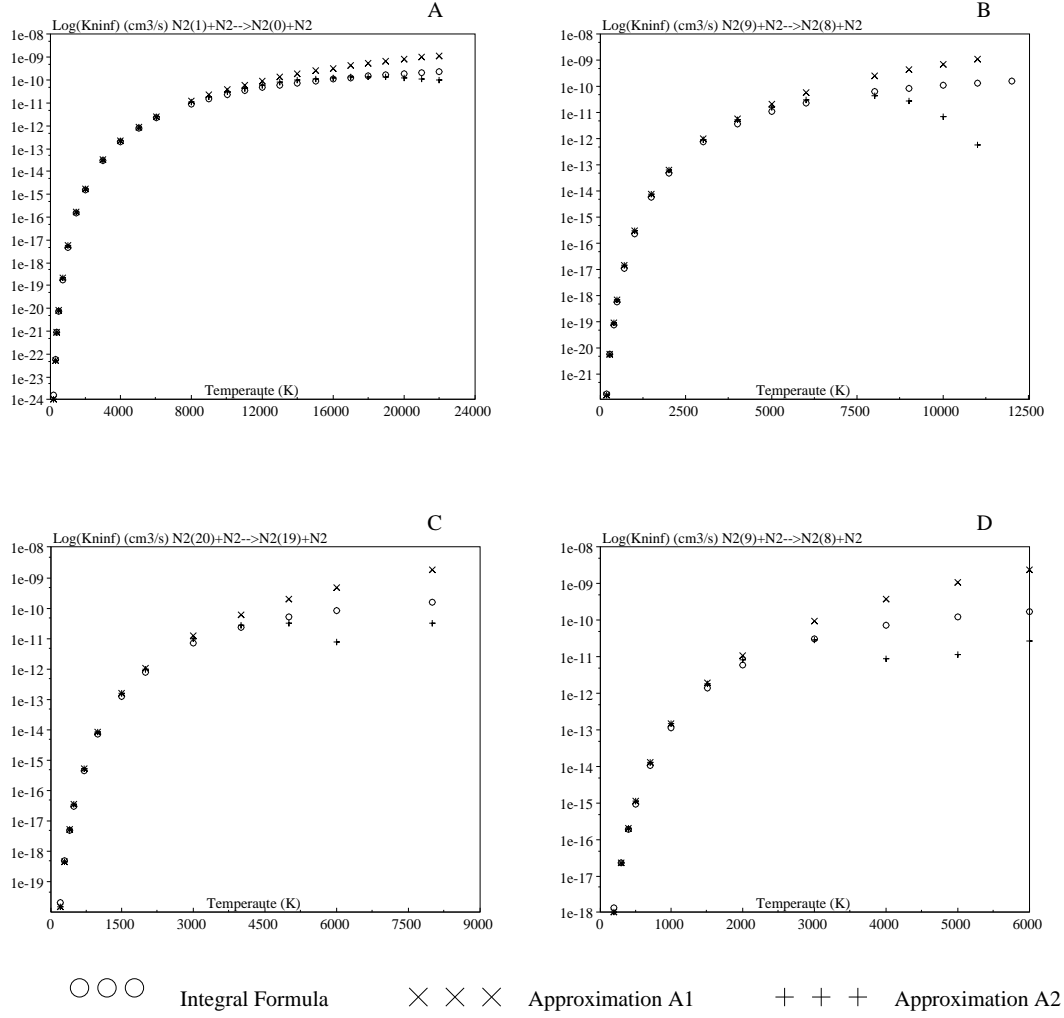 A
Log(Kninf) (cm3/s) N2(1)+N2-->N2(0)+N2
1e-08
1e-09
1e-10
1e-11
1e-12
1e-13
1e-14
1e-15
1e-16
1e-17
1e-18
1e-19
1e-20
1e-21
1e-22
1e-23
1e-24
Temperaute (K)
0 4000 8000 12000 16000 20000 24000
B
Log(Kninf) (cm3/s) N2(9)+N2-->N2(8)+N2
1e-08
1e-09
1e-10
1e-11
1e-12
1e-13
1e-14
1e-15
1e-16
1e-17
1e-18
1e-19
1e-20
1e-21
Temperaute (K)
0 2500 5000 7500 10000 12500
C
Log(Kninf) (cm3/s) N2(20)+N2-->N2(19)+N2
1e-08
1e-09
1e-10
1e-11
1e-12
1e-13
1e-14
1e-15
1e-16
1e-17
1e-18
1e-19
Temperaute (K)
0 1500 3000 4500 6000 7500 9000
D
Log(Kninf) (cm3/s) N2(9)+N2-->N2(8)+N2
1e-08
1e-09
1e-10
1e-11
1e-12
1e-13
1e-14
1e-15
1e-16
1e-17
1e-18
Temperaute (K)
0 1000 2000 3000 4000 5000 6000
Integral Formula Approximation A1 Approximation A2